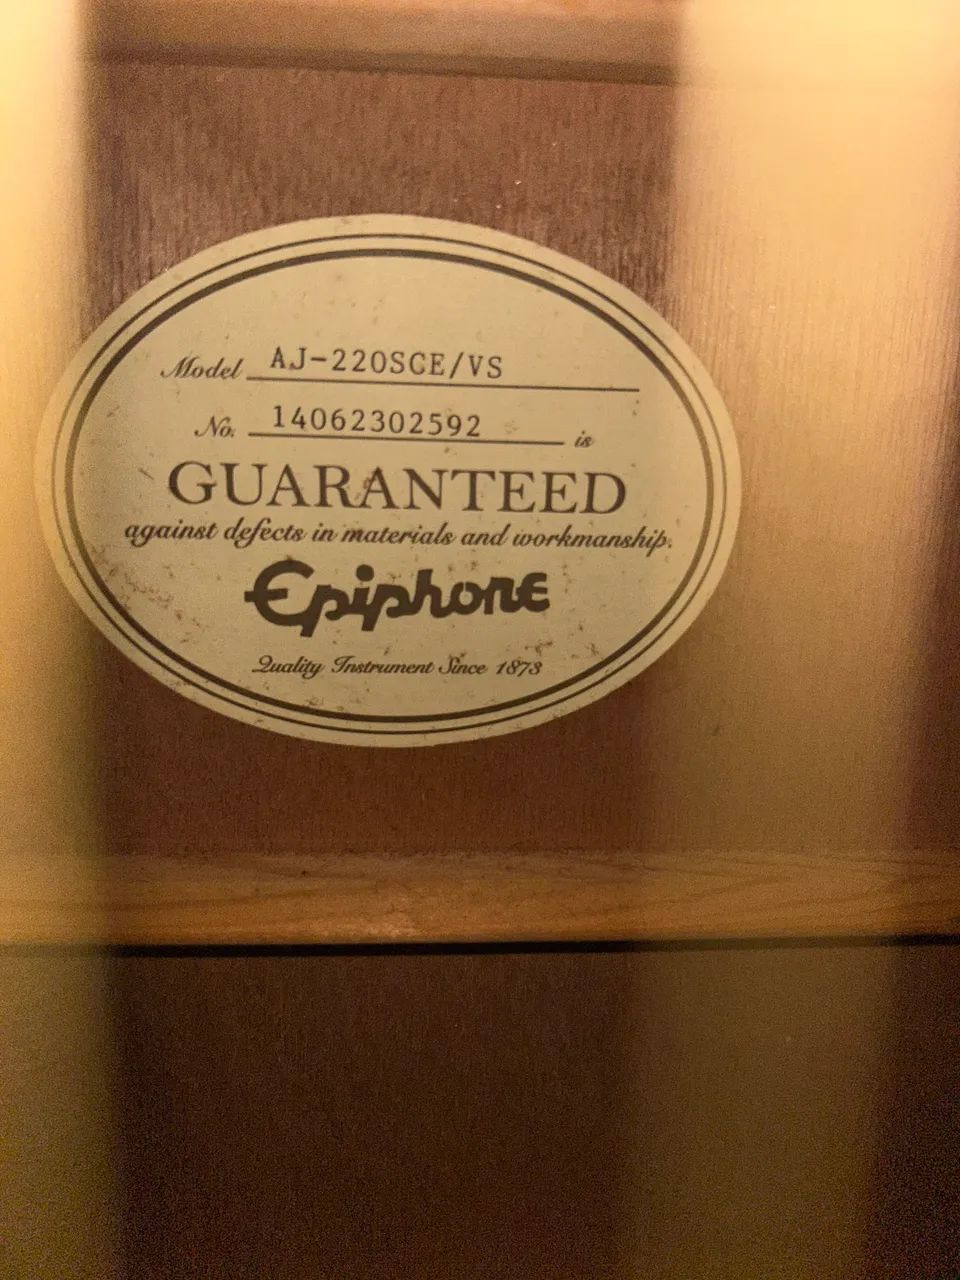 Model AJ-220SCE/VS
No. 14062302592 is
GUARANTEED
against defects in materials and workmanship.
Epiphone
Quality Instrument Since 1873